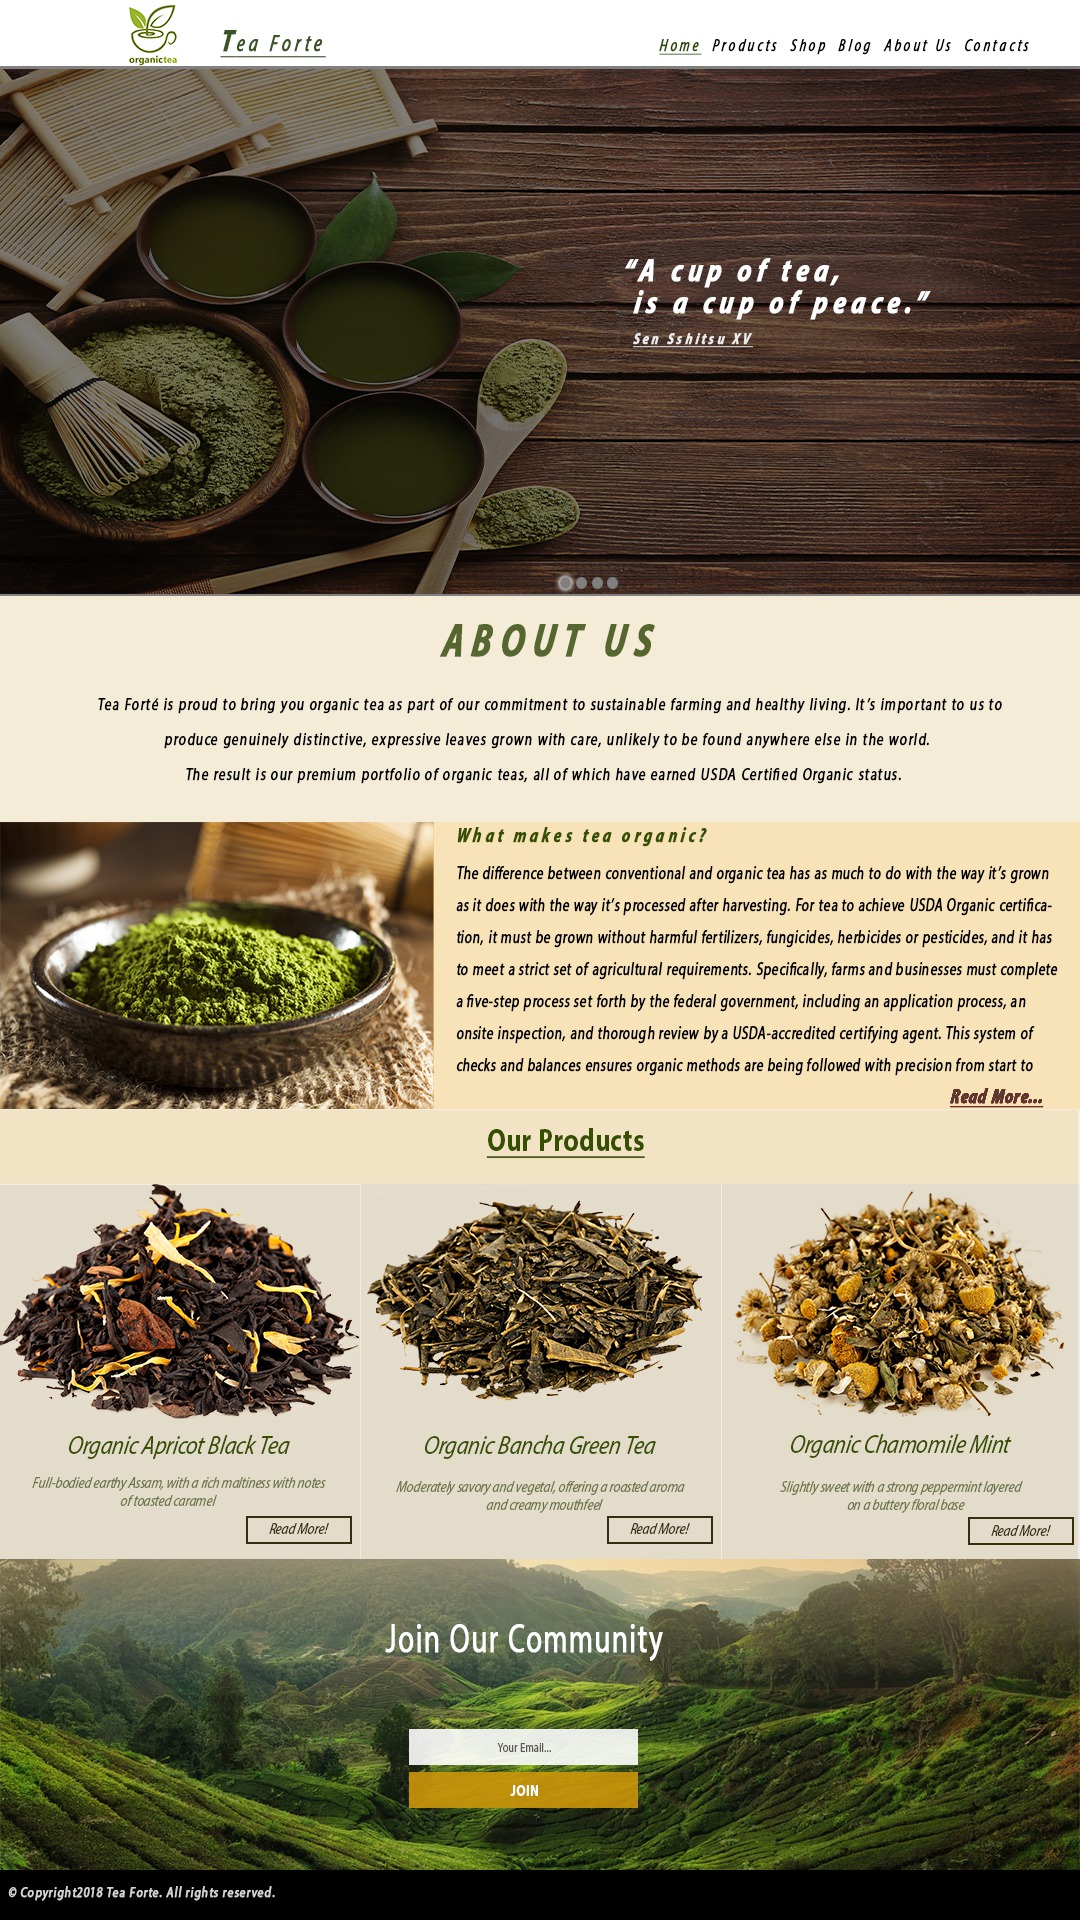 organictea
Tea Forte
Home Products Shop Blog About Us Contacts
“A cup of tea,
is a cup of peace.”
Sen Sshitsu XV
ABOUT US
Tea Forté is proud to bring you organic tea as part of our commitment to sustainable farming and healthy living. It’s important to us to
produce genuinely distinctive, expressive leaves grown with care, unlikely to be found anywhere else in the world.
The result is our premium portfolio of organic teas, all of which have earned USDA Certified Organic status.
What makes tea organic?
The difference between conventional and organic tea has as much to do with the way it’s grown
as it does with the way it’s processed after harvesting. For tea to achieve USDA Organic certifica-
tion, it must be grown without harmful fertilizers, fungicides, herbicides or pesticides, and it has
to meet a strict set of agricultural requirements. Specifically, farms and businesses must complete
a five-step process set forth by the federal government, including an application process, an
onsite inspection, and thorough review by a USDA-accredited certifying agent. This system of
checks and balances ensures organic methods are being followed with precision from start to
Read More...
Our Products
Organic Apricot Black Tea
Full-bodied earthy Assam, with a rich maltiness with notes
of toasted caramel
Read More!
Organic Bancha Green Tea
Moderately savory and vegetal, offering a roasted aroma
and creamy mouthfeel
Read More!
Organic Chamomile Mint
Slightly sweet with a strong peppermint layered
on a buttery floral base
Read More!
Join Our Community
Your Email...
JOIN
© Copyright2018 Tea Forte. All rights reserved.